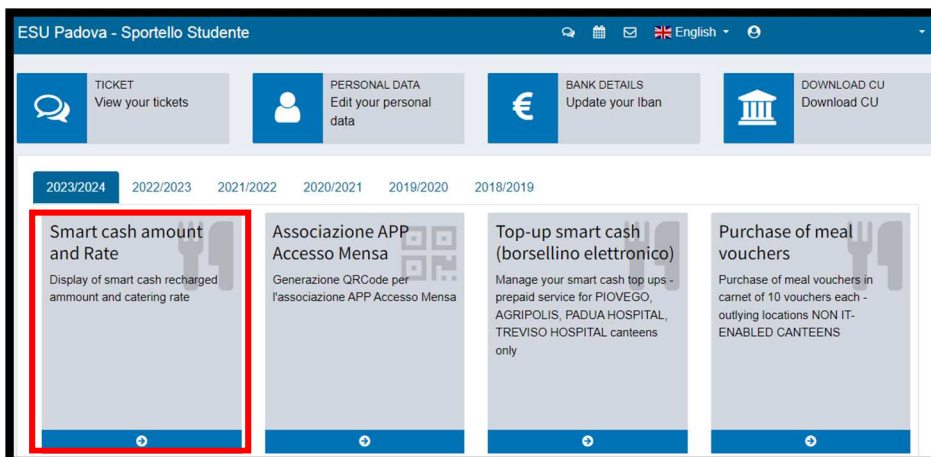 ESU Padova - Sportello Studente
English
TICKET
View your tickets
PERSONAL DATA
Edit your personal
data
BANK DETAILS
Update your Iban
DOWNLOAD CU
Download CU
2023/2024
2022/2023
2021/2022
2020/2021
2019/2020
2018/2019
Smart cash amount
and Rate
Display of smart cash recharged
ammount and catering rate
Associazione APP
Accesso Mensa
Generazione QRCode per
l'associazione APP Accesso Mensa
Top-up smart cash
(borsellino elettronico)
Manage your smart cash top ups -
prepaid service for PIOVEGO,
AGRIPOLIS, PADUA HOSPITAL,
TREVISO HOSPITAL canteens
only
Purchase of meal
vouchers
Purchase of meal vouchers in
carnet of 10 vouchers each -
outlying locations NON IT-
ENABLED CANTEENS